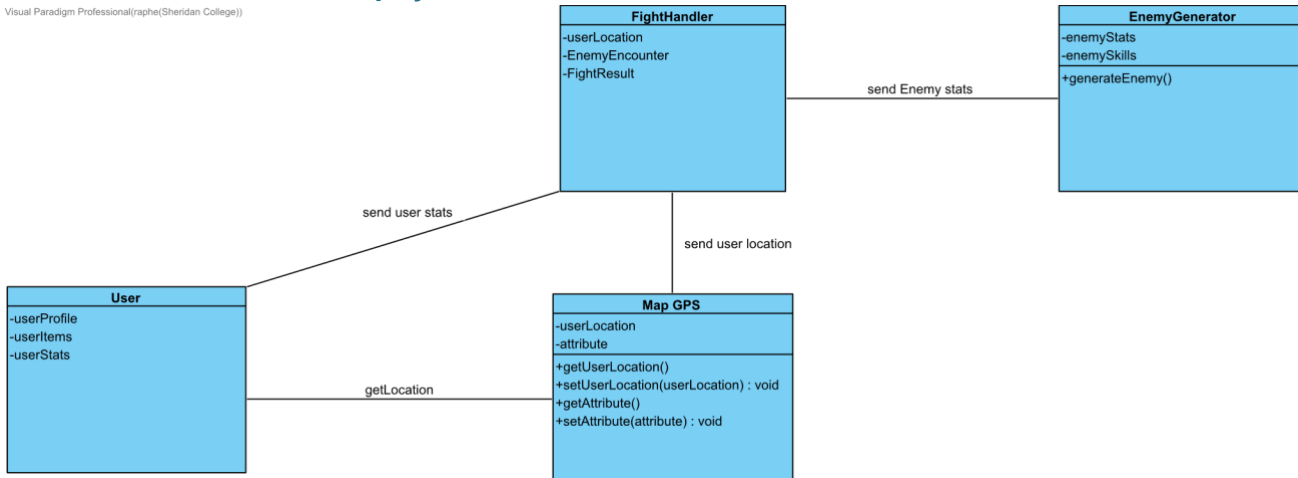 Visual Paradigm Professional(raphe(Sheridan College))
FightHandler
-userLocation
-EnemyEncounter
-FightResult
EnemyGenerator
-enemyStats
-enemySkills
+generateEnemy()
send Enemy stats
send user stats
send user location
User
-userProfile
-userItems
-userStats
getLocation
Map GPS
-userLocation
-attribute
+getUserLocation()
+setUserLocation(userLocation) : void
+getAttribute()
+setAttribute(attribute) : void